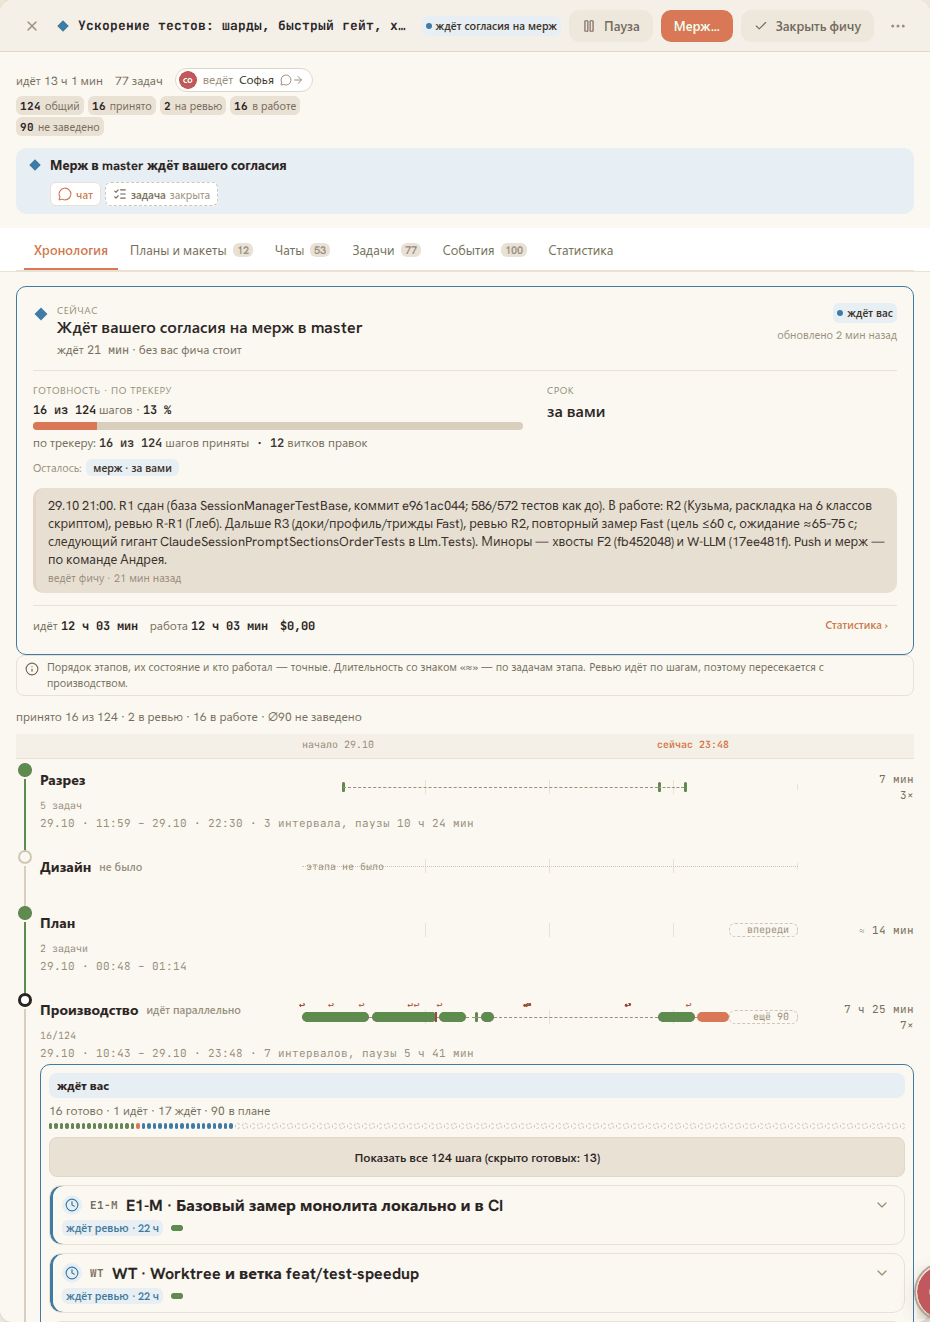 Ускорение тестов: шарды, быстрый гейт, х…
ждёт согласия на мерж
Пауза
Мерж…
Закрыть фичу
идёт 13 ч 1 мин 77 задач СО ведёт Софья
124 общий 16 принято 2 на ревью 16 в работе
90 не заведено
Мерж в master ждёт вашего согласия
чат задача закрыта
Хронология Планы и макеты 12 Чаты 53 Задачи 77 События 100 Статистика
СЕЙЧАС
ждёт вас
Ждёт вашего согласия на мерж в master
обновлено 2 мин назад
ждёт 21 мин · без вас фича стоит
ГОТОВНОСТЬ · ПО ТРЕКЕРУ
СРОК
16 из 124 шагов · 13 %
за вами
по трекеру: 16 из 124 шагов приняты · 12 витков правок
Осталось: мерж · за вами
29.10 21:00. R1 сдан (база SessionManagerTestBase, коммит e961ac044; 586/572 тестов как до). В работе: R2 (Кузьма, раскладка на 6 классов
скриптом), ревью R-R1 (Глеб). Дальше R3 (доки/профиль/трижды Fast), ревью R2, повторный замер Fast (цель ≤60 с, ожидание ≈65-75 с;
следующий гигант ClaudeSessionPromptSectionsOrderTests в Llm.Tests). Миноры — хвосты F2 (fb452048) и W-LLM (17ee481f). Push и мерж —
по команде Андрея.
ведёт фичу · 21 мин назад
идёт 12 ч 03 мин работа 12 ч 03 мин $0,00
Статистика ›
Порядок этапов, их состояние и кто работал — точные. Длительность со знаком «≈» — по задачам этапа. Ревью идёт по шагам, поэтому пересекается с
производством.
принято 16 из 124 · 2 в ревью · 16 в работе · ∅90 не заведено
начало 29.10 сейчас 23:48
Разрез
7 мин
3×
5 задач
29.10 · 11:59 – 29.10 · 22:30 · 3 интервала, паузы 10 ч 24 мин
Дизайн не было
этапа не было
План
впереди
≈ 14 мин
2 задачи
29.10 · 00:48 – 01:14
Производство идёт параллельно
ещё 90
7 ч 25 мин
7×
16/124
29.10 · 10:43 – 29.10 · 23:48 · 7 интервалов, паузы 5 ч 41 мин
ждёт вас
16 готово · 1 идёт · 17 ждёт · 90 в плане
Показать все 124 шага (скрыто готовых: 13)
E1-M E1-M · Базовый замер монолита локально и в CI
ждёт ревью · 22 ч
WT WT · Worktree и ветка feat/test-speedup
ждёт ревью · 22 ч